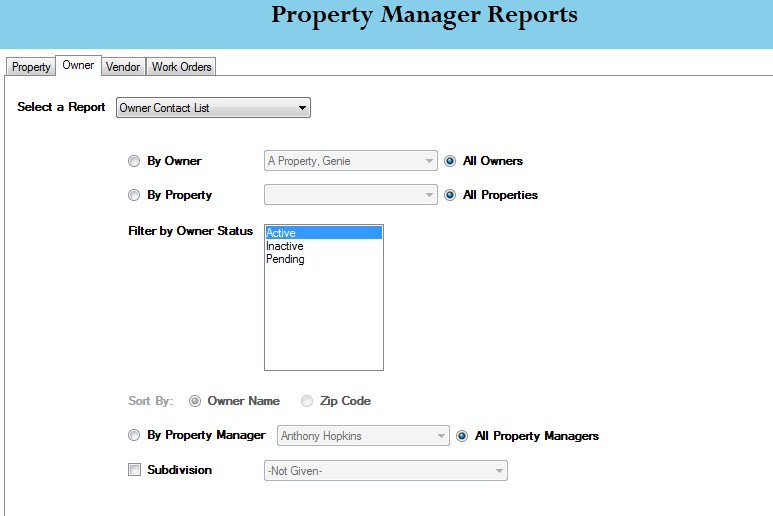 Property Manager Reports
Property Owner Vendor Work Orders
Select a Report Owner Contact List
By Owner A Property, Genie All Owners
By Property All Properties
Filter by Owner Status Active
Inactive
Pending
Sort By: Owner Name Zip Code
By Property Manager Anthony Hopkins All Property Managers
Subdivision -Not Given-